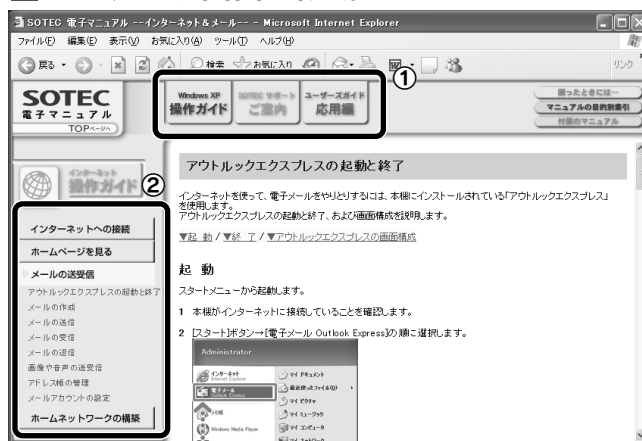 SOTEC 電子マニュアル --インターネット＆メール-- - Microsoft Internet Explorer
ファイル(F) 編集(E) 表示(V) お気に入り(A) ツール(T) ヘルプ(H)
戻る 検索 お気に入り リンク
①
SOTEC
電子マニュアル
TOPページへ
Windows XP
操作ガイド
SOTEC サポート
ご案内
ユーザーズガイド
応用編
困ったときには…
マニュアルの目的別索引
付属のマニュアル
インターネット
操作ガイド
②
インターネットへの接続
ホームページを見る
メールの送受信
アウトルックエクスプレスの起動と終了
メールの作成
メールの送信
メールの受信
メールの返信
画像や音声の送受信
アドレス帳の管理
メールアカウントの設定
ホームネットワークの構築
アウトルックエクスプレスの起動と終了
インターネットを使って、電子メールをやりとりするには、本機にインストールされている「アウトルックエクスプレス」
を使用します。
アウトルックエクスプレスの起動と終了、および画面構成を説明します。
▼起 動 / ▼終 了 / ▼アウトルックエクスプレスの画面構成
起 動
スタートメニューから起動します。
1 本機がインターネットに接続していることを確認します。
2 [スタート]ボタン→[電子メール Outlook Express]の順に選択します。
Administrator
インターネット
Internet Explorer
電子メール
Outlook Express
メモ帳
Windows Media Player
マイ ドキュメント
最近使ったファイル(D)
マイ ピクチャ
マイ ミュージック
マイ コンピュータ
マイ ネットワーク